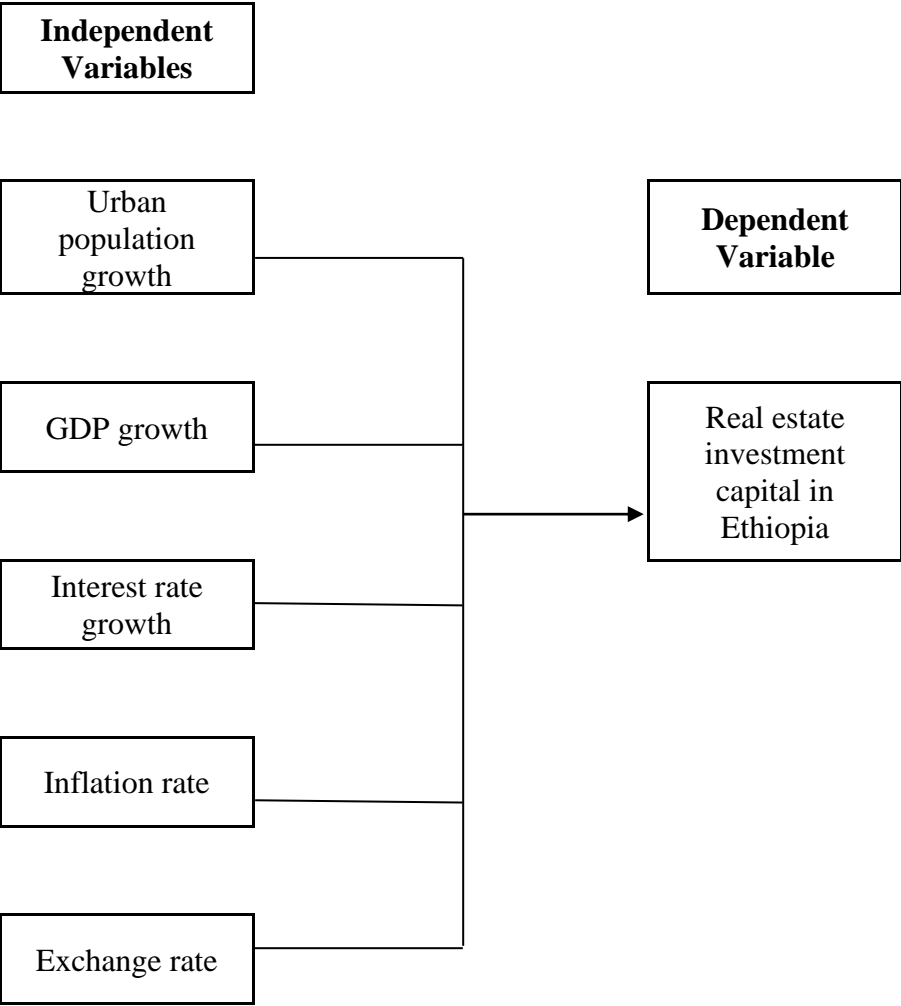 Independent
Variables
Urban
population
growth
Dependent
Variable
GDP growth
Real estate
investment
capital in
Ethiopia
Interest rate
growth
Inflation rate
Exchange rate